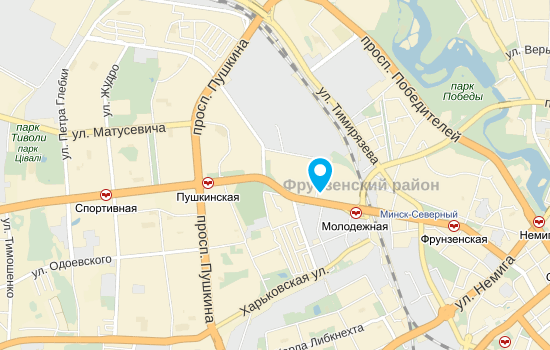 просп. Пушкина
просп. Победителей
ул. Веры
ул. Петра Глебки
ул. Жудро
ул. Тимирязева
парк
Победы
парк
Тиволи
парк
Цівалі
ул. Матусевича
Фрунзенский район
Пушкинская
Спортивная
Минск-Северный
Молодежная
Фрунзенская
Неми
ул. Тимошенко
просп. Пушкина
ул. Одоевского
Харьковская ул.
ул. Немига
Карла Либкнехта